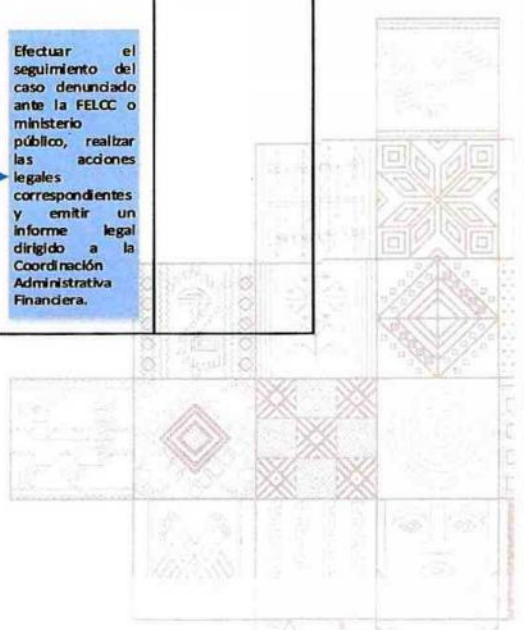 Efectuar el
seguimiento del
caso denunciado
ante la FELCC o
ministerio
público, realizar
las acciones
legales
correspondientes
y emitir un
informe legal
dirigido a la
Coordinación
Administrativa
Financiera.